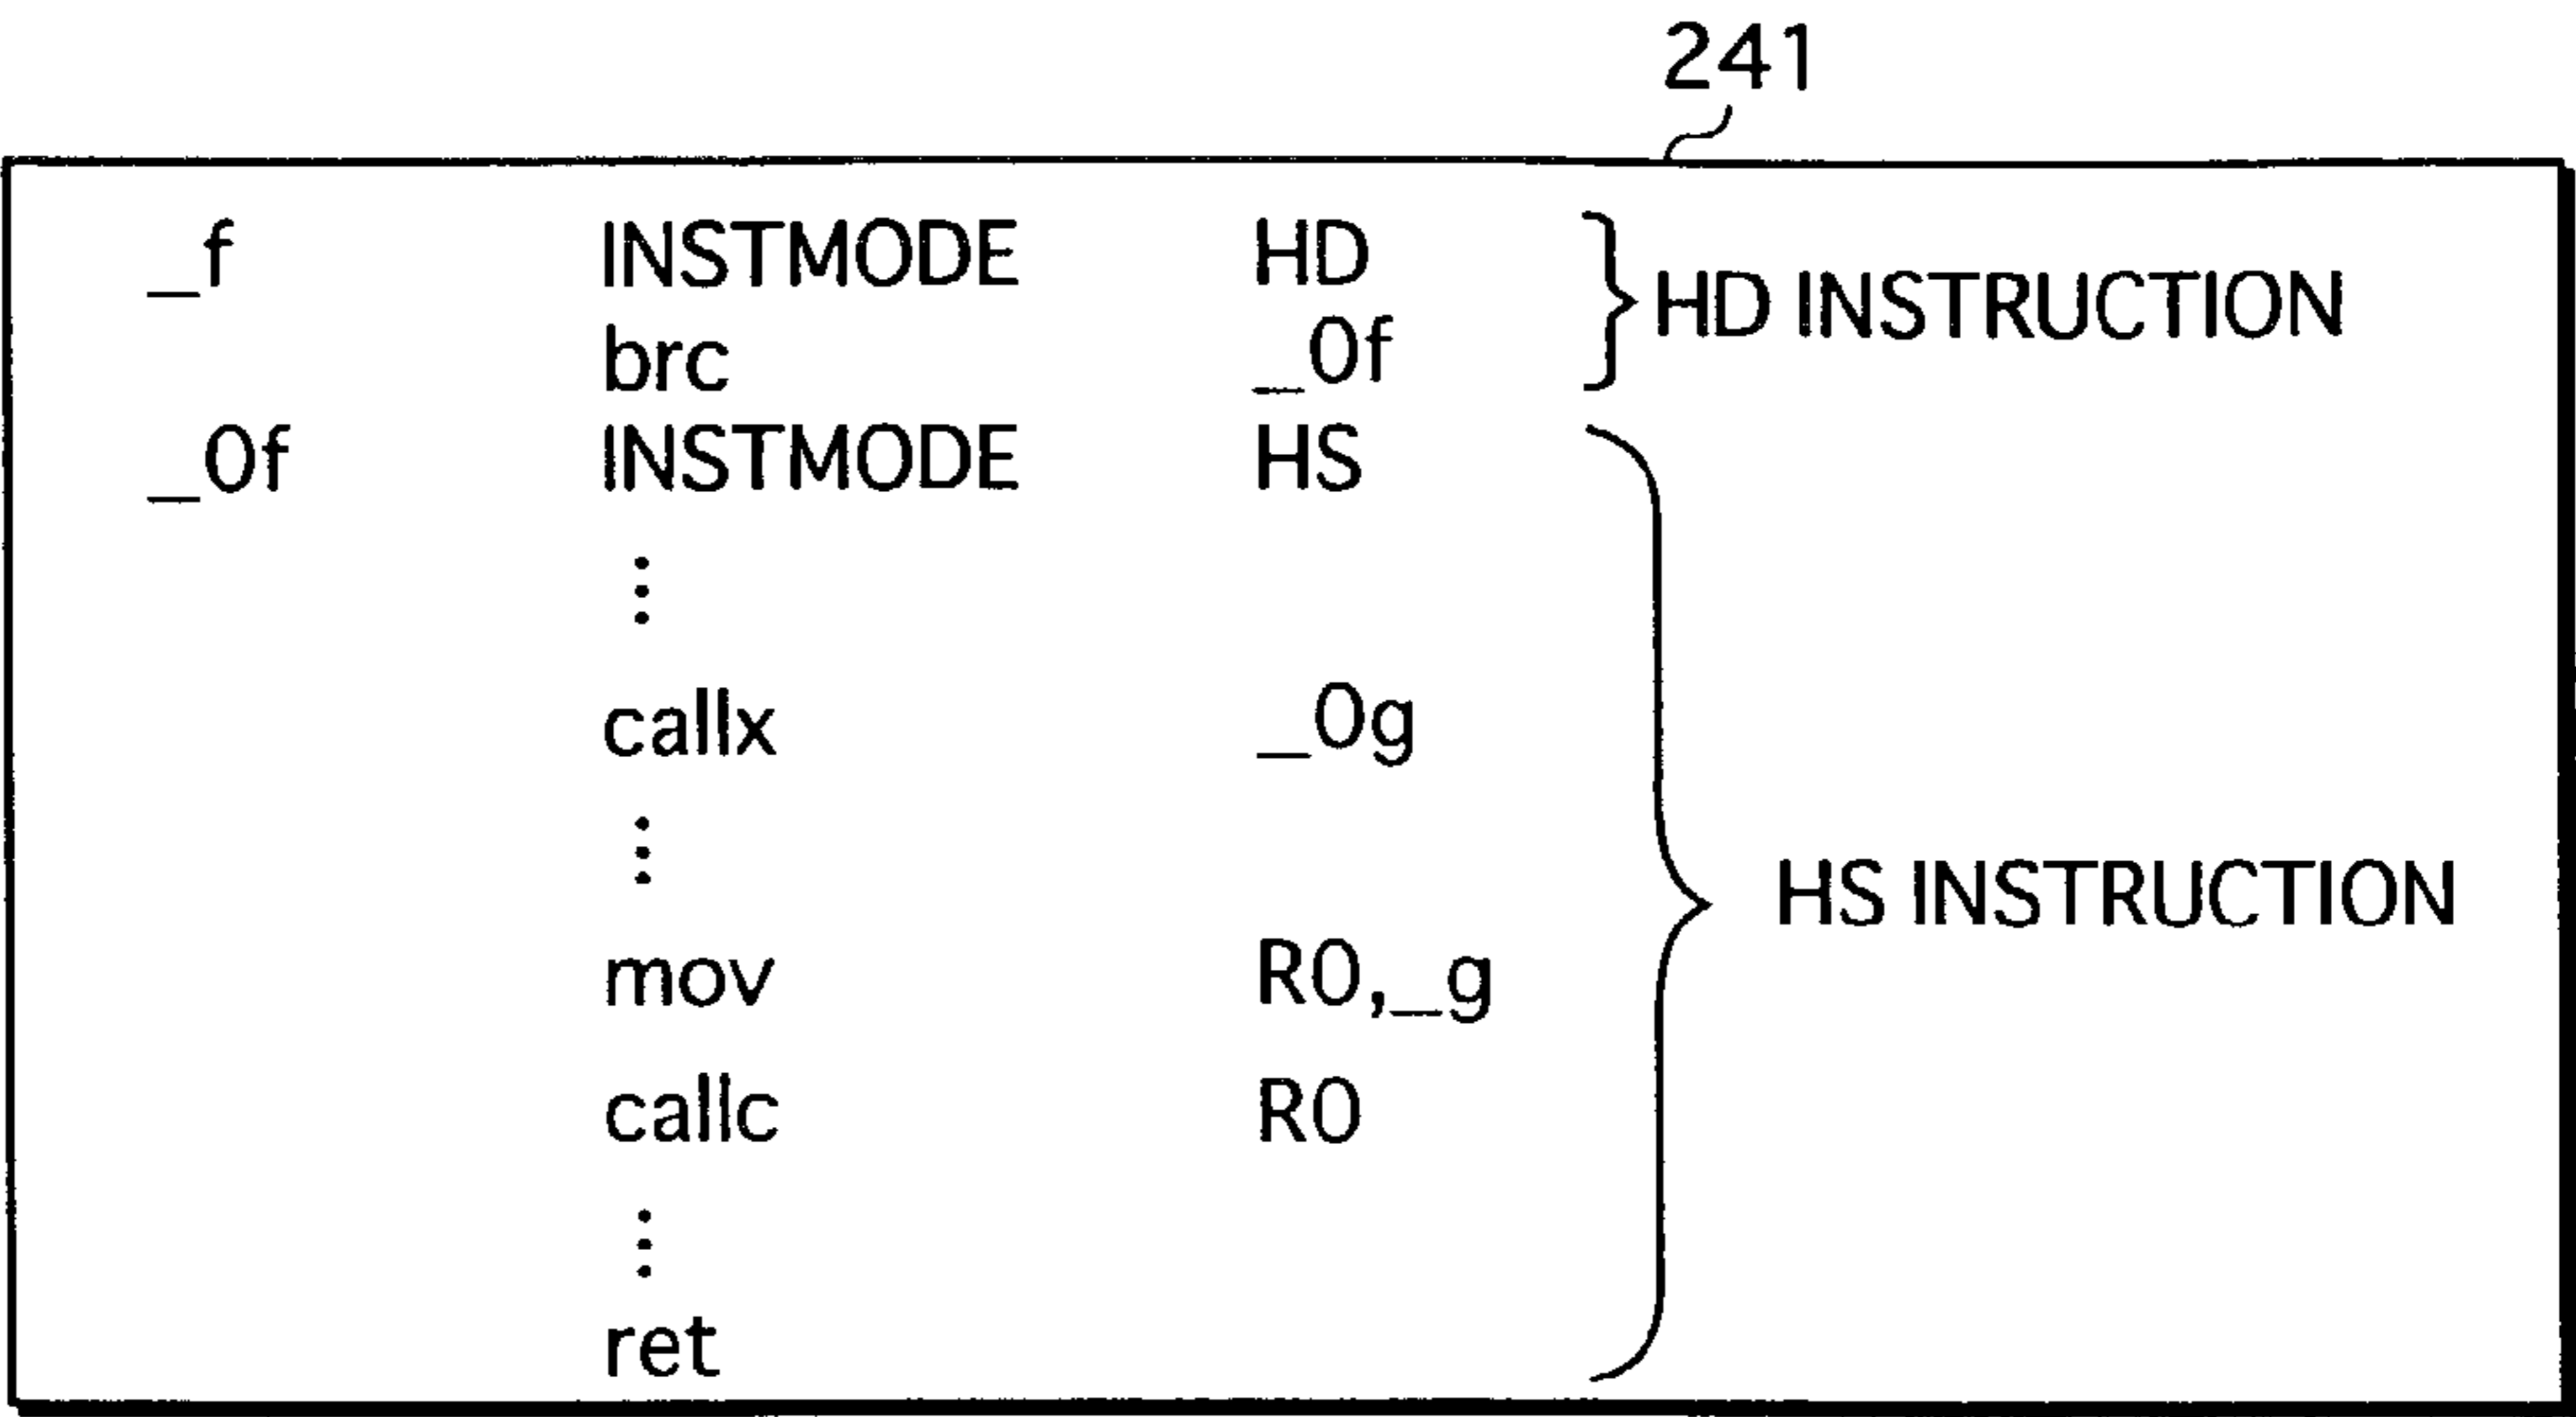 241
_f INSTMODE HD HD INSTRUCTION
brc _0f
_0f INSTMODE HS HS INSTRUCTION
⋮
callx _0g
⋮
mov R0,_g
callc R0
⋮
ret